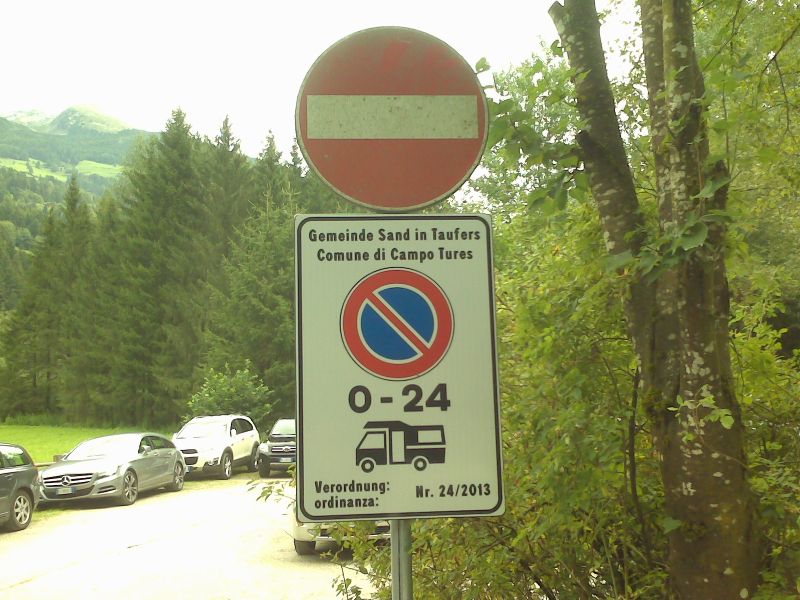 Gemeinde Sand in Taufers
Comune di Campo Tures
0 - 24
Verordnung:
ordinanza: Nr. 24/2013